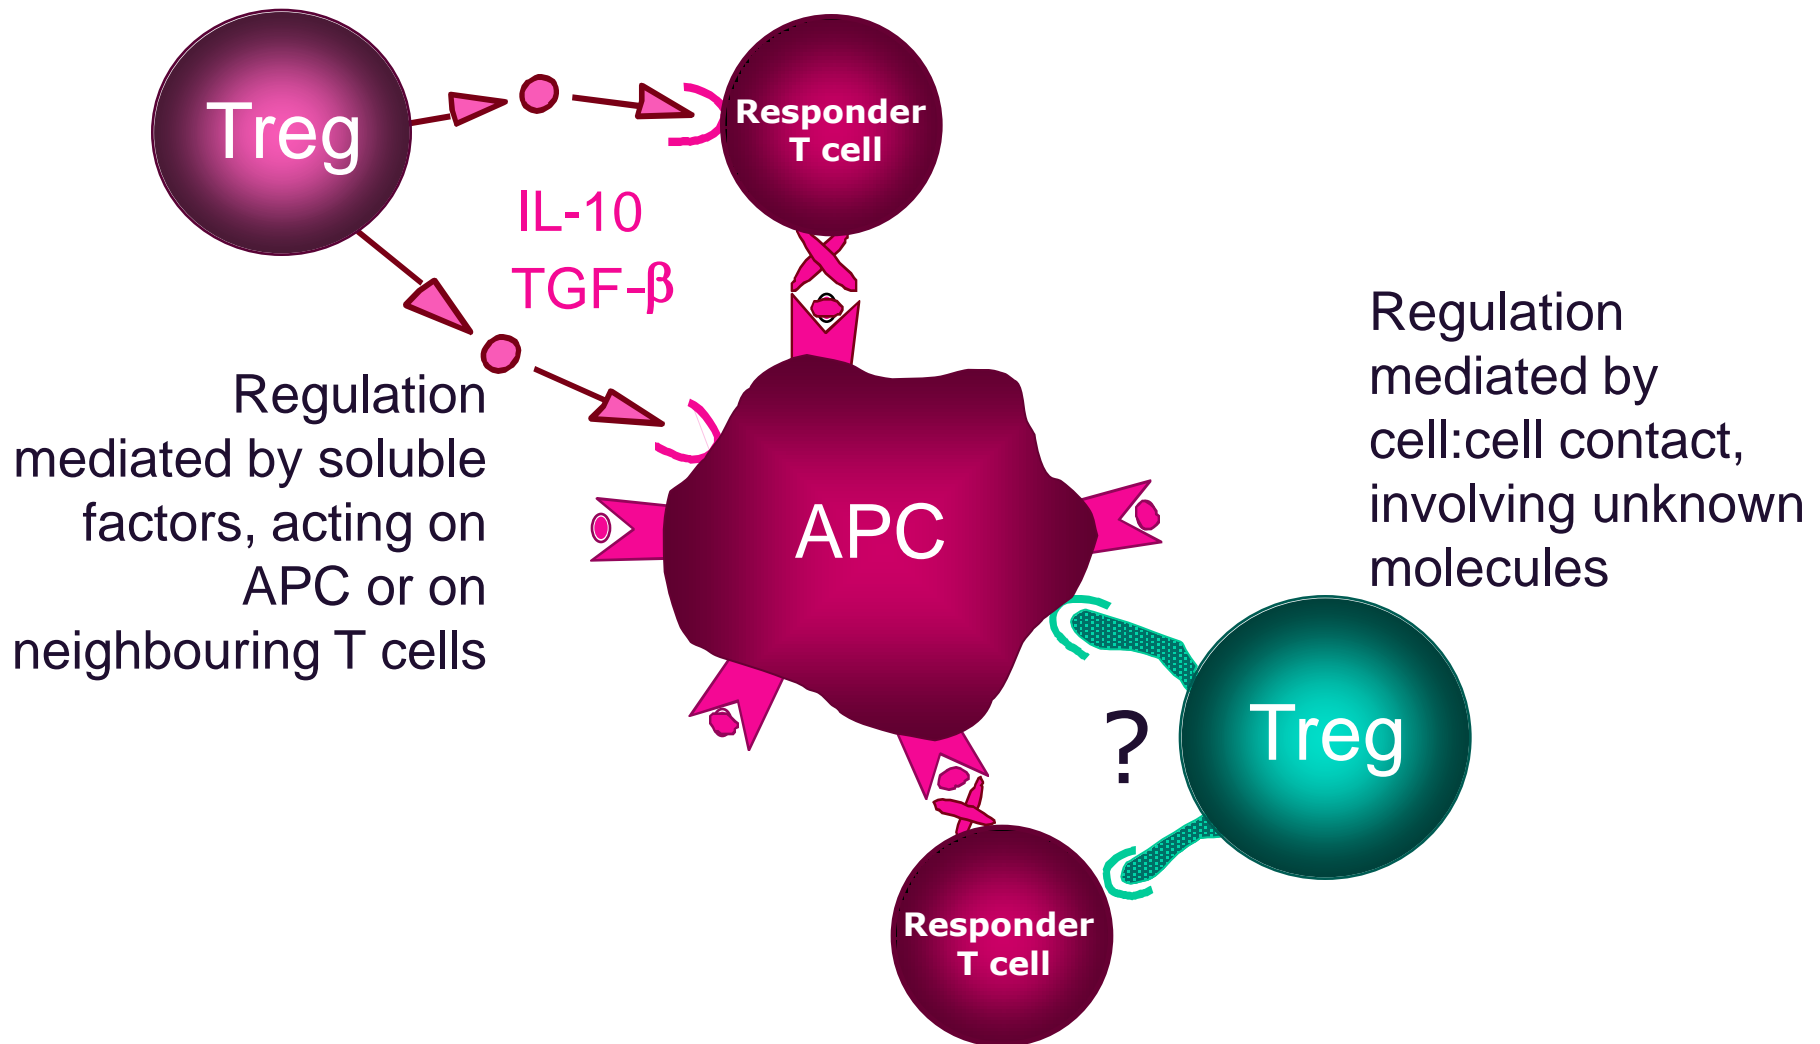 Treg
Responder
T cell
IL-10
TGF-β
Regulation
mediated by soluble
factors, acting on
APC or on
neighbouring T cells
APC
Regulation
mediated by
cell:cell contact,
involving unknown
molecules
?
Treg
Responder
T cell